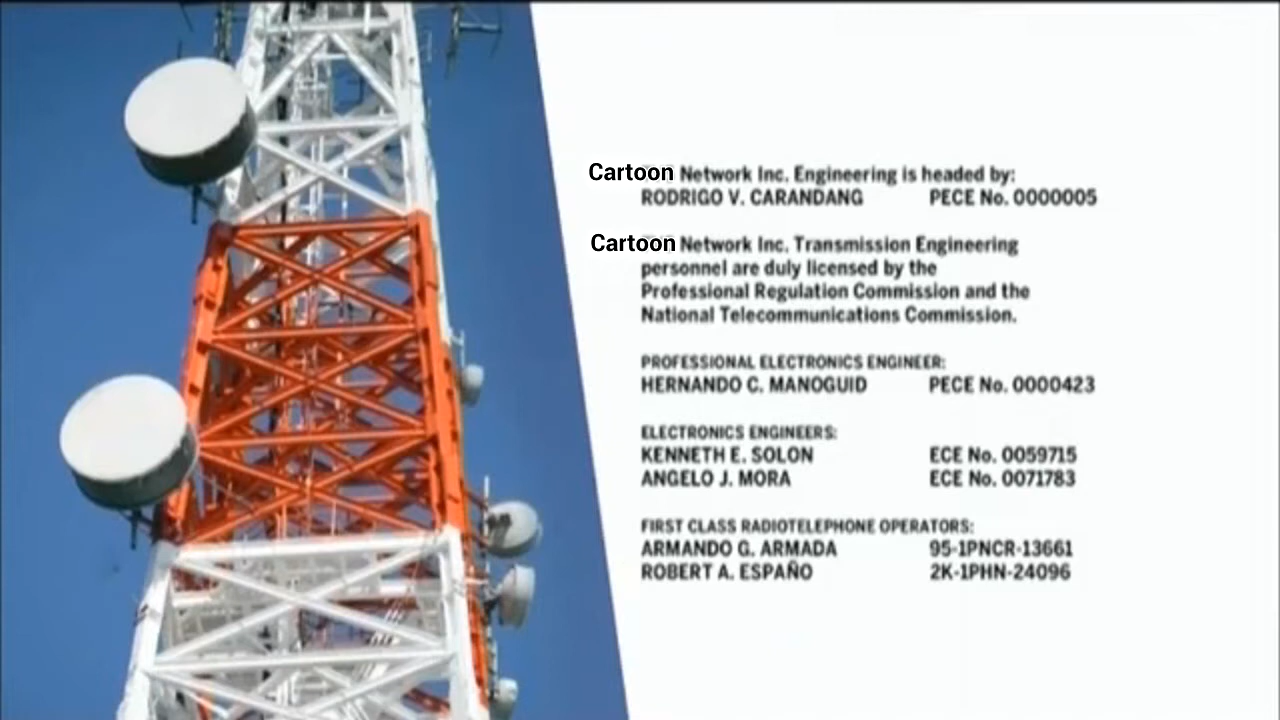 Cartoon Network Inc. Engineering is headed by:
RODRIGO V. CARANDANG PECE No. 0000005
Cartoon Network Inc. Transmission Engineering
personnel are duly licensed by the
Professional Regulation Commission and the
National Telecommunications Commission.
PROFESSIONAL ELECTRONICS ENGINEER:
HERNANDO C. MANOGUID PECE No. 0000423
ELECTRONICS ENGINEERS:
KENNETH E. SOLON ECE No. 0059715
ANGELO J. MORA ECE No. 0071783
FIRST CLASS RADIOTELEPHONE OPERATORS:
ARMANDO G. ARMADA 95-1PNCR-13661
ROBERT A. ESPAÑO 2K-1PHN-24096